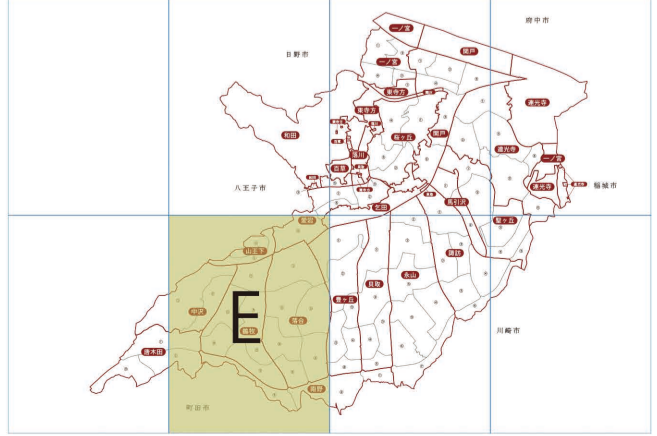 府中市
一ノ宮
関戸
日野市
一ノ宮
東寺方
連光寺
東寺方
和田
桜ヶ丘
関戸
連光寺
落川
百草
一ノ宮
八王子市
連光寺
稲城市
乞田
馬引沢
聖ヶ丘
愛宕
山王下
諏訪
永山
貝取
豊ヶ丘
中沢
落合
E
鶴牧
川崎市
唐木田
南野
町田市